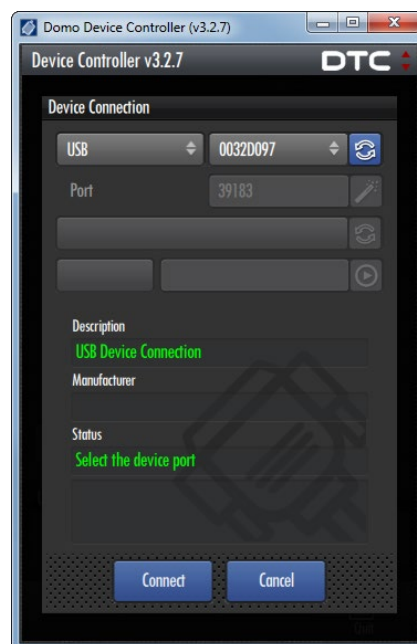 Domo Device Controller (v3.2.7)
Device Controller v3.2.7 DTC
Device Connection
USB 0032D097
Port 39183
Description
USB Device Connection
Manufacturer
Status
Select the device port
Connect Cancel